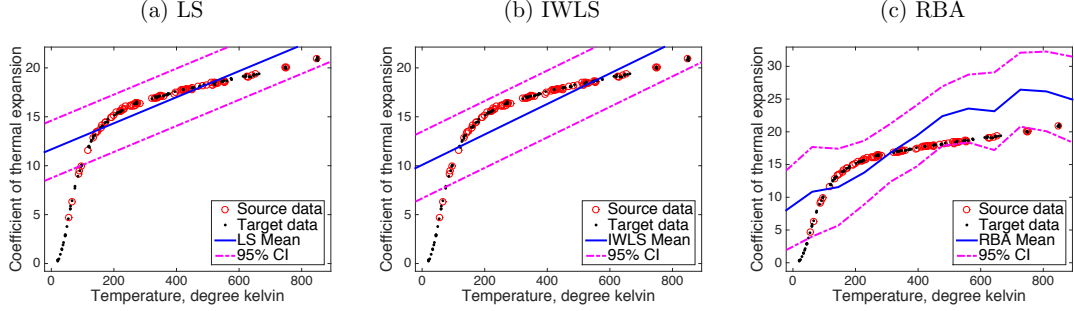 (a) LS
Coefficient of thermal expansion
20
15
10
5
0
0 200 400 600 800
Temperature, degree kelvin
Source data
Target data
LS Mean
95% CI
(b) IWLS
Coefficient of thermal expansion
20
15
10
5
0
0 200 400 600 800
Temperature, degree kelvin
Source data
Target data
IWLS Mean
95% CI
(c) RBA
Coefficient of thermal expansion
30
25
20
15
10
5
0
0 200 400 600 800
Temperature, degree kelvin
Source data
Target data
RBA Mean
95% CI